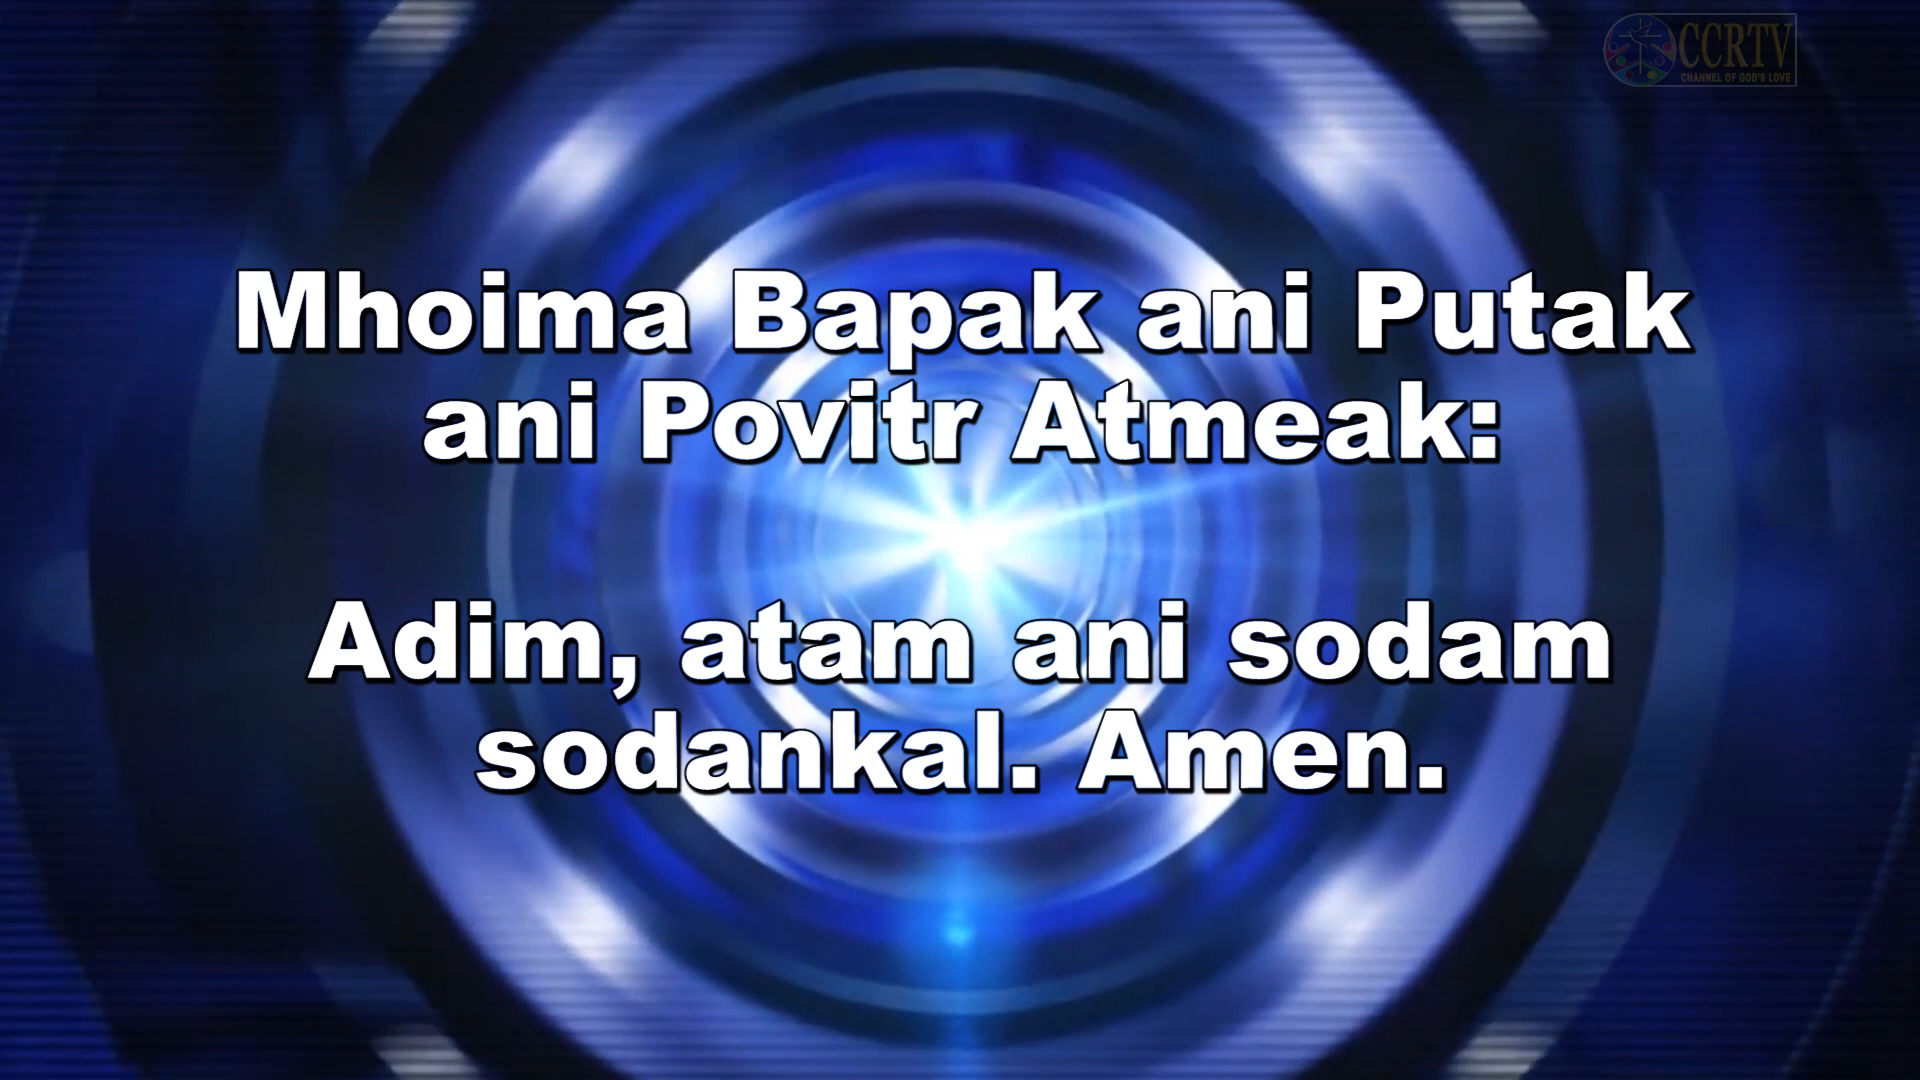 CCRTV
CHANNEL OF GOD'S LOVE
Mhoima Bapak ani Putak
ani Povitr Atmeak:
Adim, atam ani sodam
sodankal. Amen.